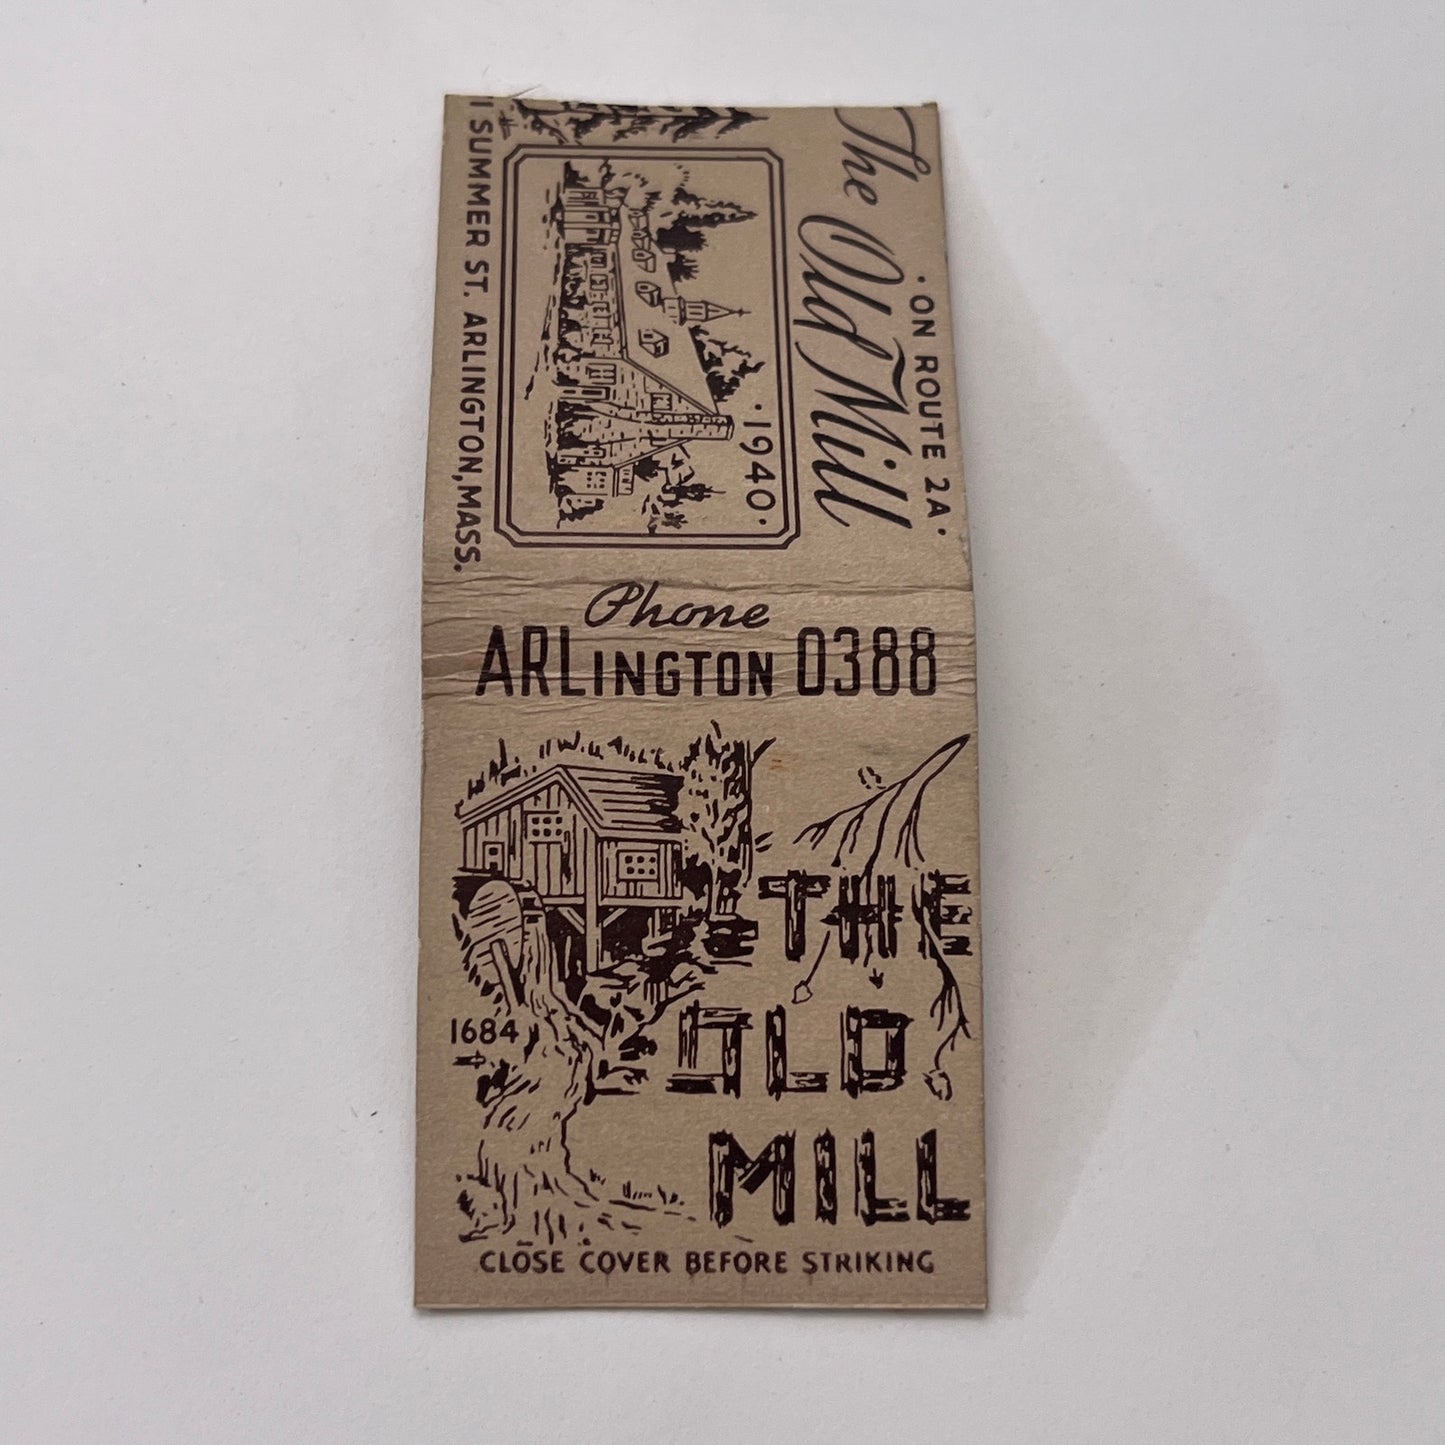 The Old Mill
· ON ROUTE 2A ·
· 1940 ·
1 SUMMER ST. ARLINGTON, MASS.
Phone
ARLINGTON 0388
THE
OLD
MILL
1684
CLOSE COVER BEFORE STRIKING